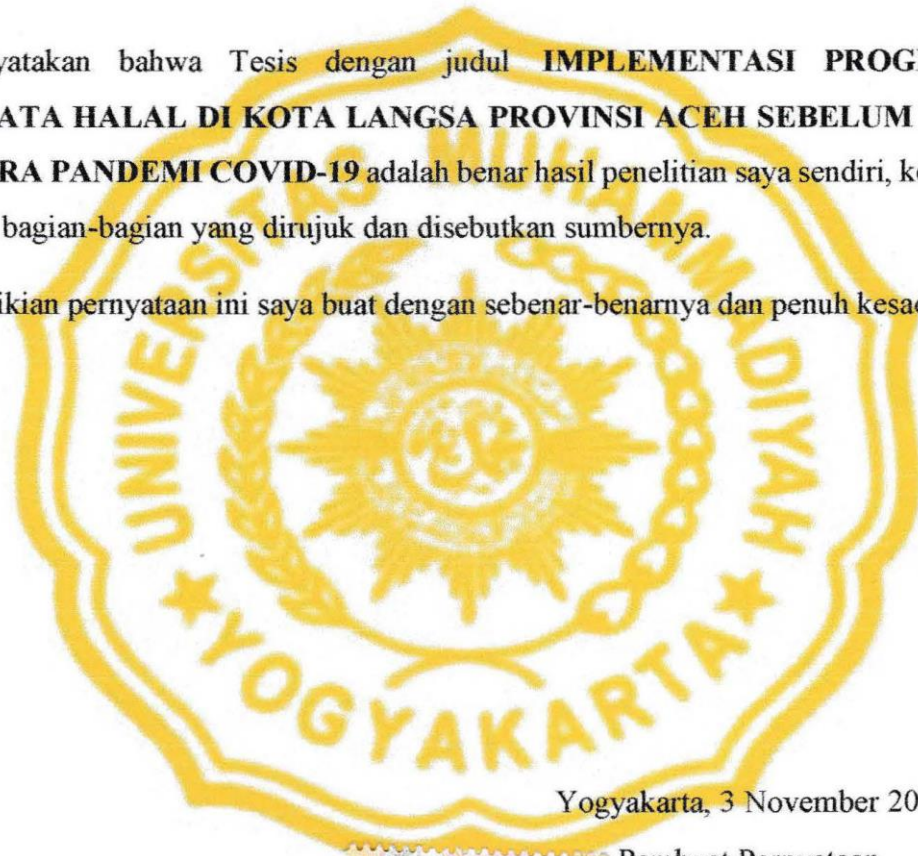 yatakan bahwa Tesis dengan judul IMPLEMENTASI PROG
ATA HALAL DI KOTA LANGSA PROVINSI ACEH SEBELUM
RA PANDEMI COVID-19 adalah benar hasil penelitian saya sendiri, k
bagian-bagian yang dirujuk dan disebutkan sumbernya.
ikian pernyataan ini saya buat dengan sebenar-benarnya dan penuh kesa
UNIVERSITAS MUHAMMADIYAH
★ YOGYAKARTA ★
Yogyakarta, 3 November 20
Pembuat Pernyataan